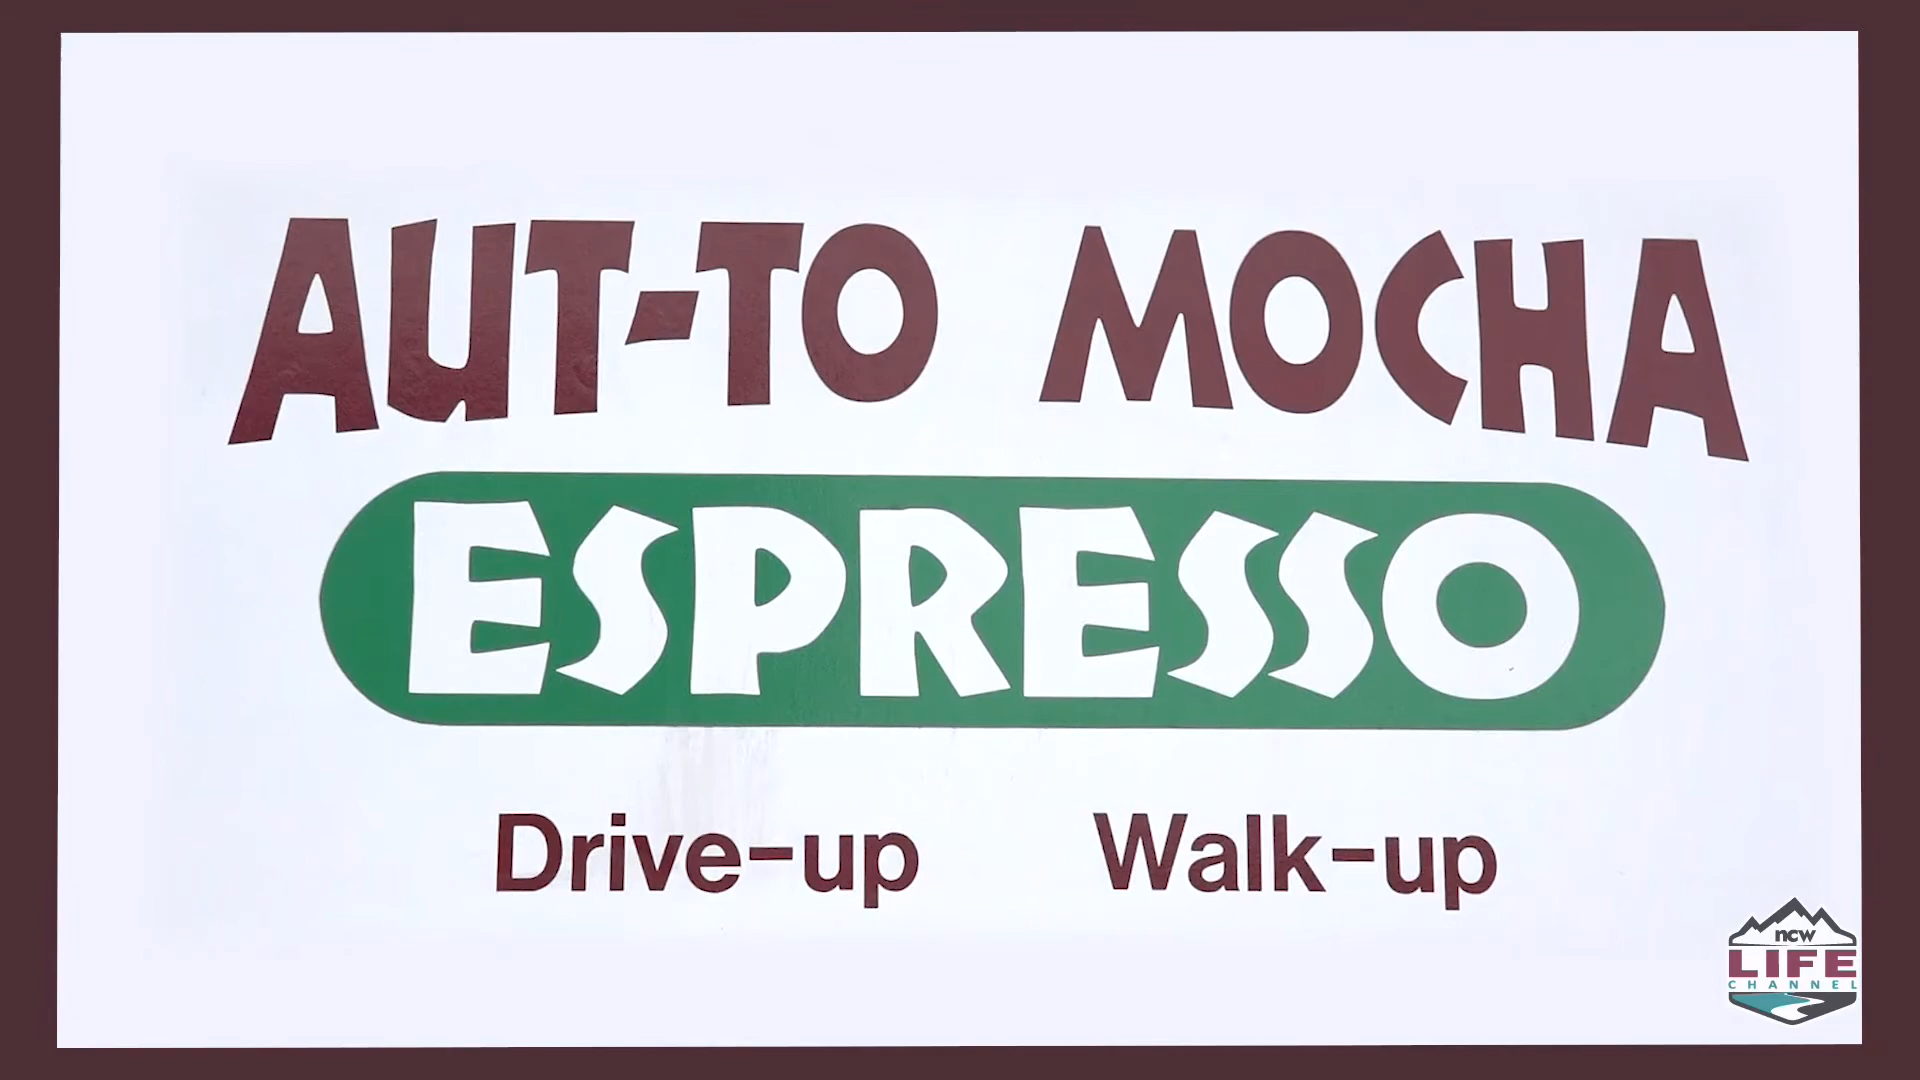 AUT-TO MOCHA
ESPRESSO
Drive-up Walk-up
ncw
LIFE
CHANNEL